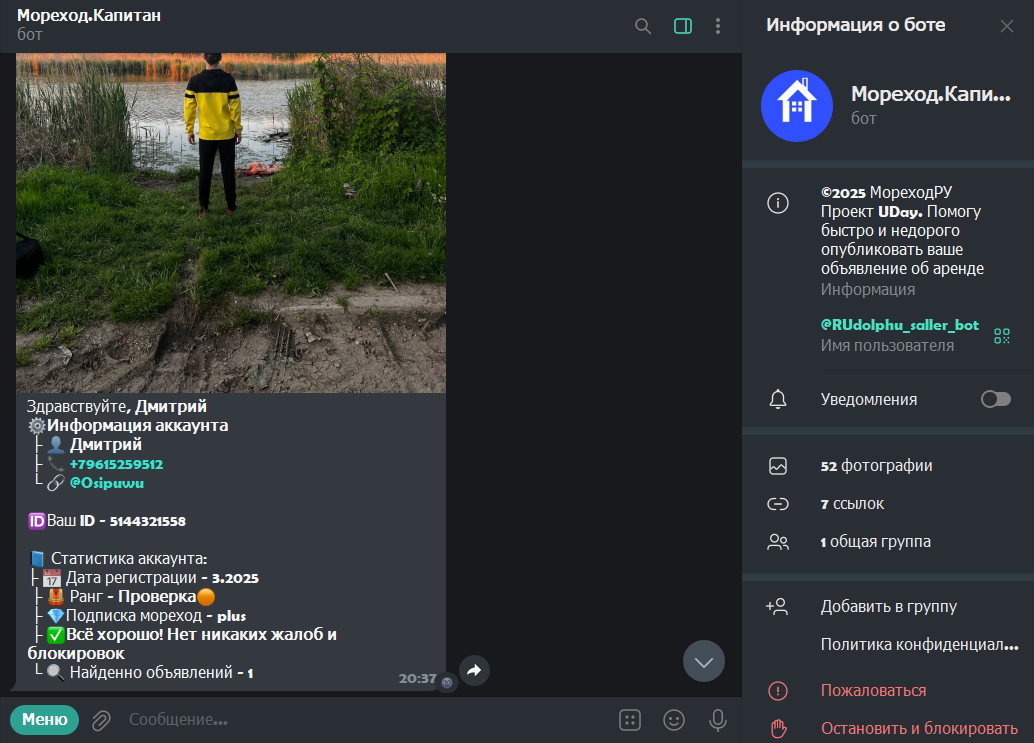 Мореход.Капитан
бот
Здравствуйте, Дмитрий
Информация аккаунта
Дмитрий
+79615259512
@Osipuwu
🆔Ваш ID - 5144321558
Статистика аккаунта:
Дата регистрации - 3.2025
Ранг - Проверка
Подписка мореход - plus
Всё хорошо! Нет никаких жалоб и
блокировок
Найденно объявлений - 1
20:37
Меню
Сообщение...
Информация о боте
Мореход.Капи...
бот
©2025 МореходРУ
Проект UDay. Помогу
быстро и недорого
опубликовать ваше
объявление об аренде
Информация
@RUdolphu_saller_bot
Имя пользователя
Уведомления
52 фотографии
7 ссылок
1 общая группа
Добавить в группу
Политика конфиденциал...
Пожаловаться
Остановить и блокировать